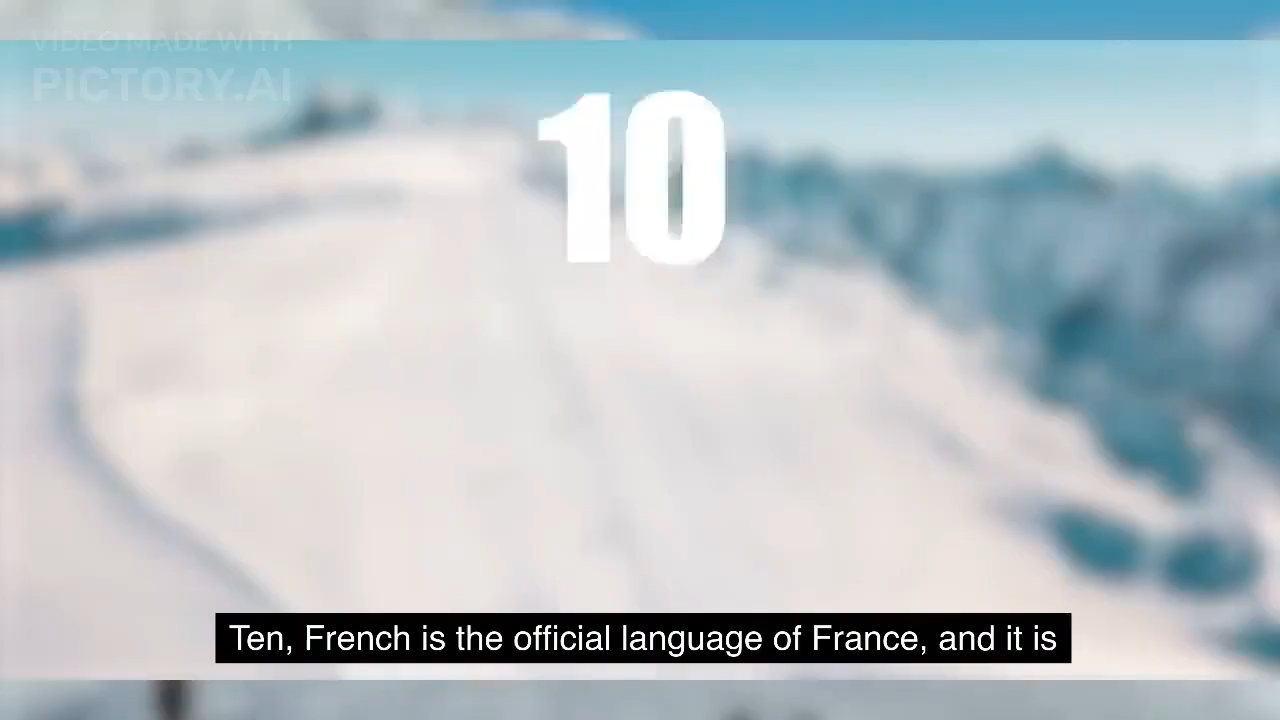 VIDEO MADE WITH
PICTORY.AI
10
Ten, French is the official language of France, and it is